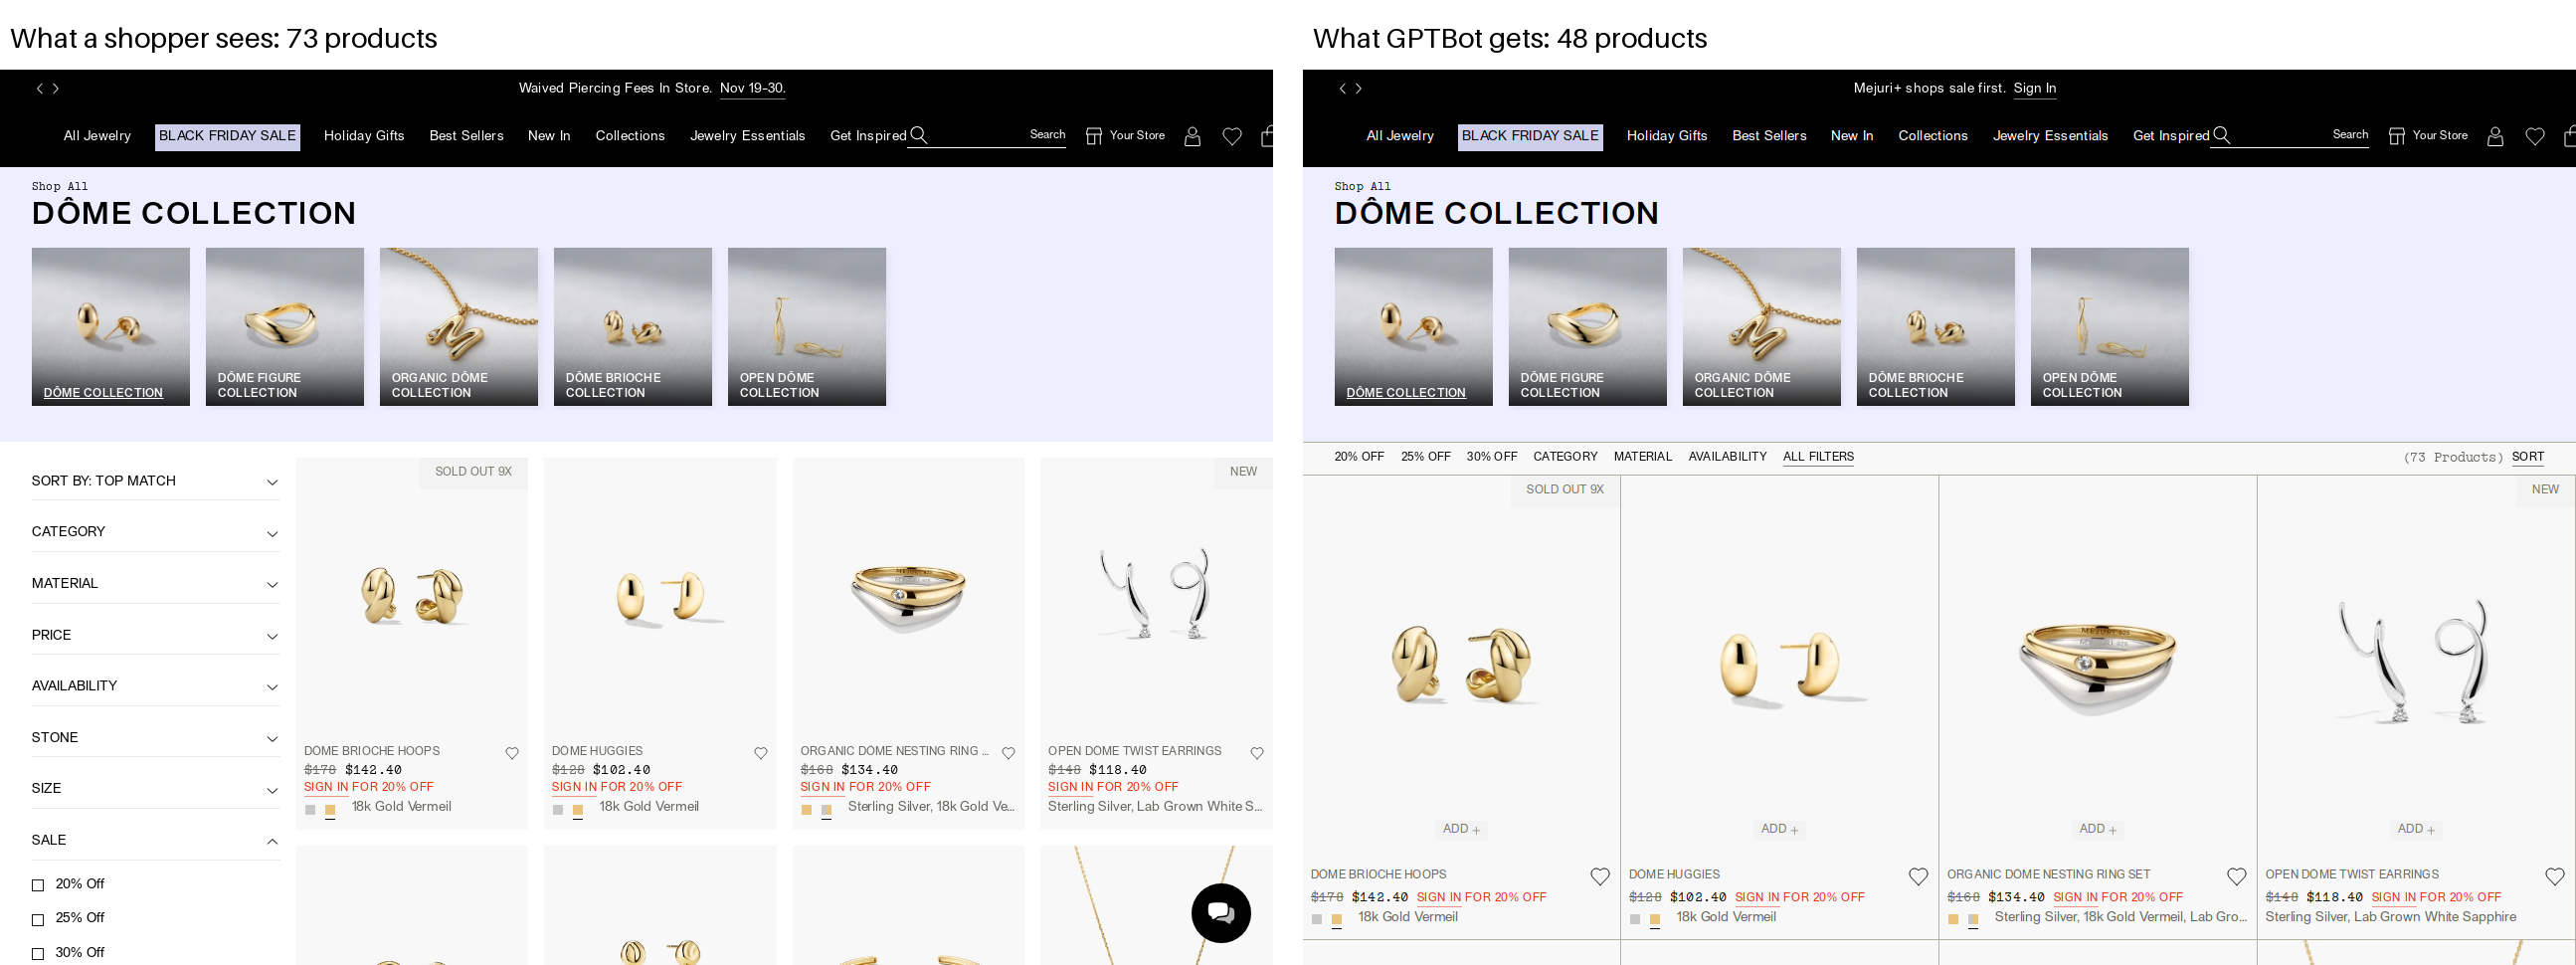 What a shopper sees: 73 products
Waived Piercing Fees In Store. Nov 19-30.
All Jewelry BLACK FRIDAY SALE Holiday Gifts Best Sellers New In Collections Jewelry Essentials Get Inspired Search Your Store
Shop All
DÔME COLLECTION
DÔME COLLECTION
DÔME FIGURE
COLLECTION
ORGANIC DÔME
COLLECTION
DÔME BRIOCHE
COLLECTION
OPEN DÔME
COLLECTION
SORT BY: TOP MATCH
CATEGORY
MATERIAL
PRICE
AVAILABILITY
STONE
SIZE
SALE
20% Off
25% Off
30% Off
SOLD OUT 9X
DOME BRIOCHE HOOPS
$178 $142.40
SIGN IN FOR 20% OFF
18k Gold Vermeil
DOME HUGGIES
$128 $102.40
SIGN IN FOR 20% OFF
18k Gold Vermeil
ORGANIC DOME NESTING RING ...
$168 $134.40
SIGN IN FOR 20% OFF
Sterling Silver, 18k Gold Ve...
NEW
OPEN DOME TWIST EARRINGS
$148 $118.40
SIGN IN FOR 20% OFF
Sterling Silver, Lab Grown White S...
What GPTBot gets: 48 products
Mejuri+ shops sale first. Sign In
All Jewelry BLACK FRIDAY SALE Holiday Gifts Best Sellers New In Collections Jewelry Essentials Get Inspired Search Your Store
Shop All
DÔME COLLECTION
DÔME COLLECTION
DÔME FIGURE
COLLECTION
ORGANIC DÔME
COLLECTION
DÔME BRIOCHE
COLLECTION
OPEN DÔME
COLLECTION
20% OFF 25% OFF 30% OFF CATEGORY MATERIAL AVAILABILITY ALL FILTERS (73 Products) SORT
SOLD OUT 9X
ADD +
DOME BRIOCHE HOOPS
$178 $142.40 SIGN IN FOR 20% OFF
18k Gold Vermeil
ADD +
DOME HUGGIES
$128 $102.40 SIGN IN FOR 20% OFF
18k Gold Vermeil
ADD +
ORGANIC DOME NESTING RING SET
$168 $134.40 SIGN IN FOR 20% OFF
Sterling Silver, 18k Gold Vermeil, Lab Gro...
NEW
ADD +
OPEN DOME TWIST EARRINGS
$148 $118.40 SIGN IN FOR 20% OFF
Sterling Silver, Lab Grown White Sapphire